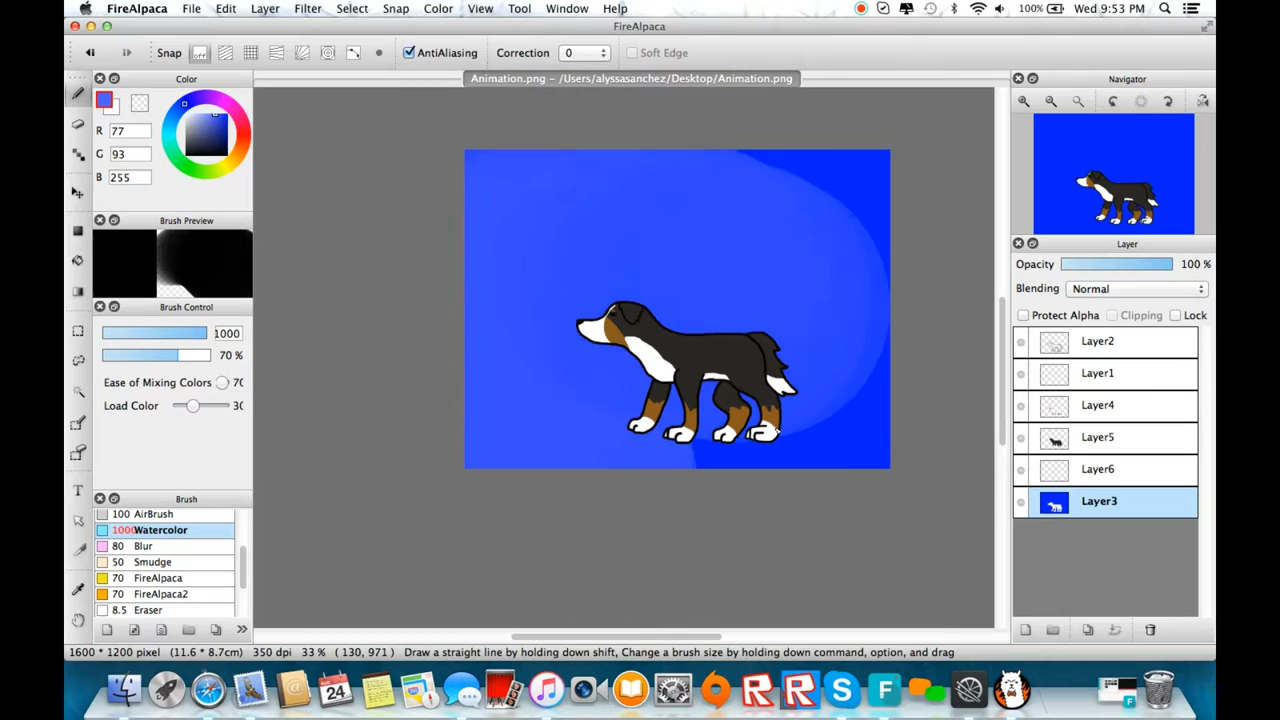 FireAlpaca File Edit Layer Filter Select Snap Color View Tool Window Help 100% Wed 9:53 PM
FireAlpaca
Snap off AntiAliasing Correction 0 Soft Edge
Animation.png – /Users/alyssasanchez/Desktop/Animation.png
Color
R 77
G 93
B 255
Brush Preview
Brush Control
1000
70 %
Ease of Mixing Colors 70
Load Color 30
Brush
100 AirBrush
1000 Watercolor
80 Blur
50 Smudge
70 FireAlpaca
70 FireAlpaca2
8.5 Eraser
Navigator
Layer
Opacity 100 %
Blending Normal
Protect Alpha Clipping Lock
Layer2
Layer1
Layer4
Layer5
Layer6
Layer3
1600 * 1200 pixel (11.6 * 8.7cm) 350 dpi 33 % ( 130, 971 ) Draw a straight line by holding down shift, Change a brush size by holding down command, option, and drag
24